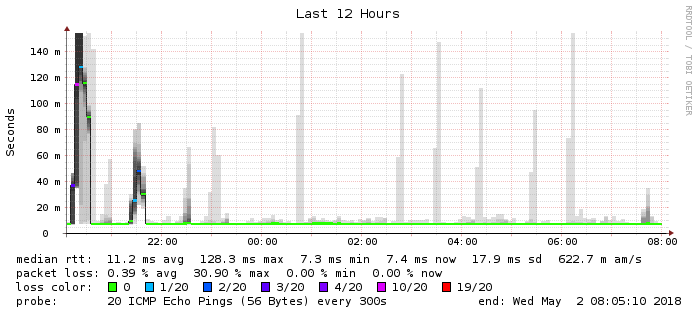 Last 12 Hours
RRDTOOL / TOBI OETIKER
Seconds
140 m
120 m
100 m
80 m
60 m
40 m
20 m
0
22:00 00:00 02:00 04:00 06:00 08:00
median rtt: 11.2 ms avg 128.3 ms max 7.3 ms min 7.4 ms now 17.9 ms sd 622.7 m am/s
packet loss: 0.39 % avg 30.90 % max 0.00 % min 0.00 % now
loss color: 0 1/20 2/20 3/20 4/20 10/20 19/20
probe: 20 ICMP Echo Pings (56 Bytes) every 300s end: Wed May 2 08:05:10 2018